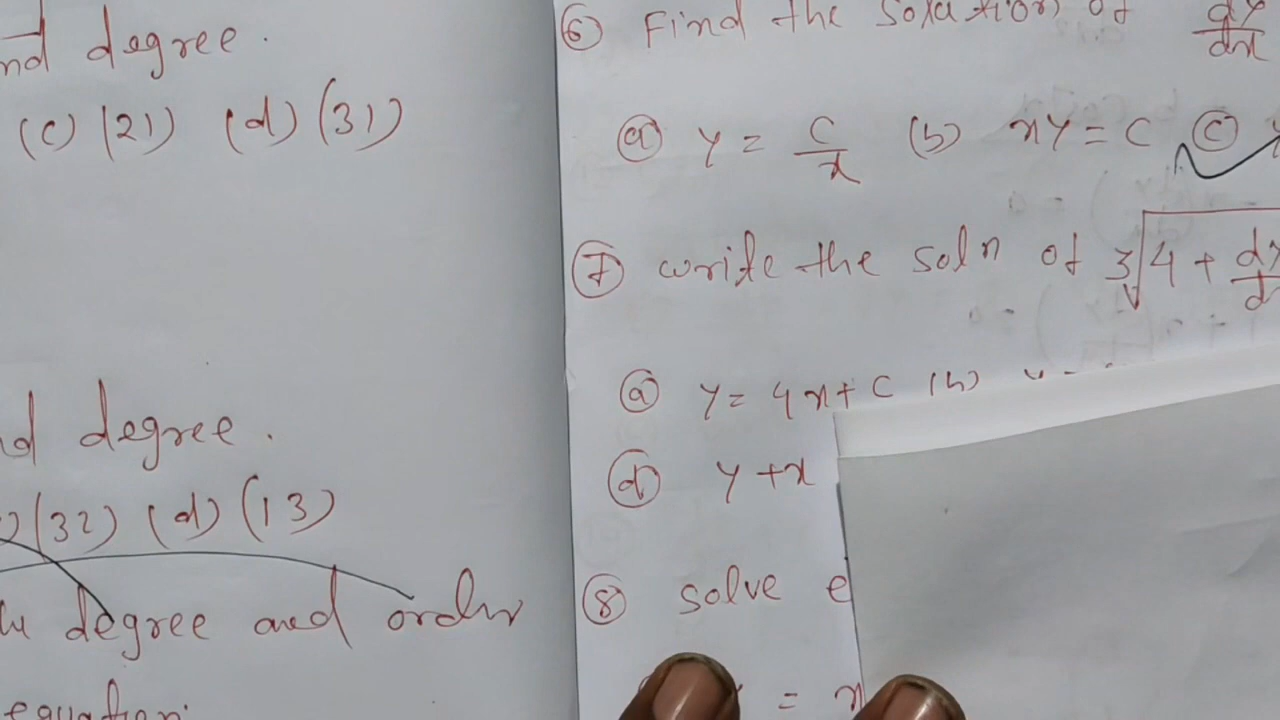 nd degree.
(c) (21) (d) (31)
d degree.
(32) (d) (13)
degree and order
equation.
⑥ Find the solution of dy/dx
ⓐ y = c/x (b) xy = c ⓒ
⑦ write the soln of ∛4 + dy/d
ⓐ y = 4x + c (b)
ⓓ y + x
⑧ solve e
= x